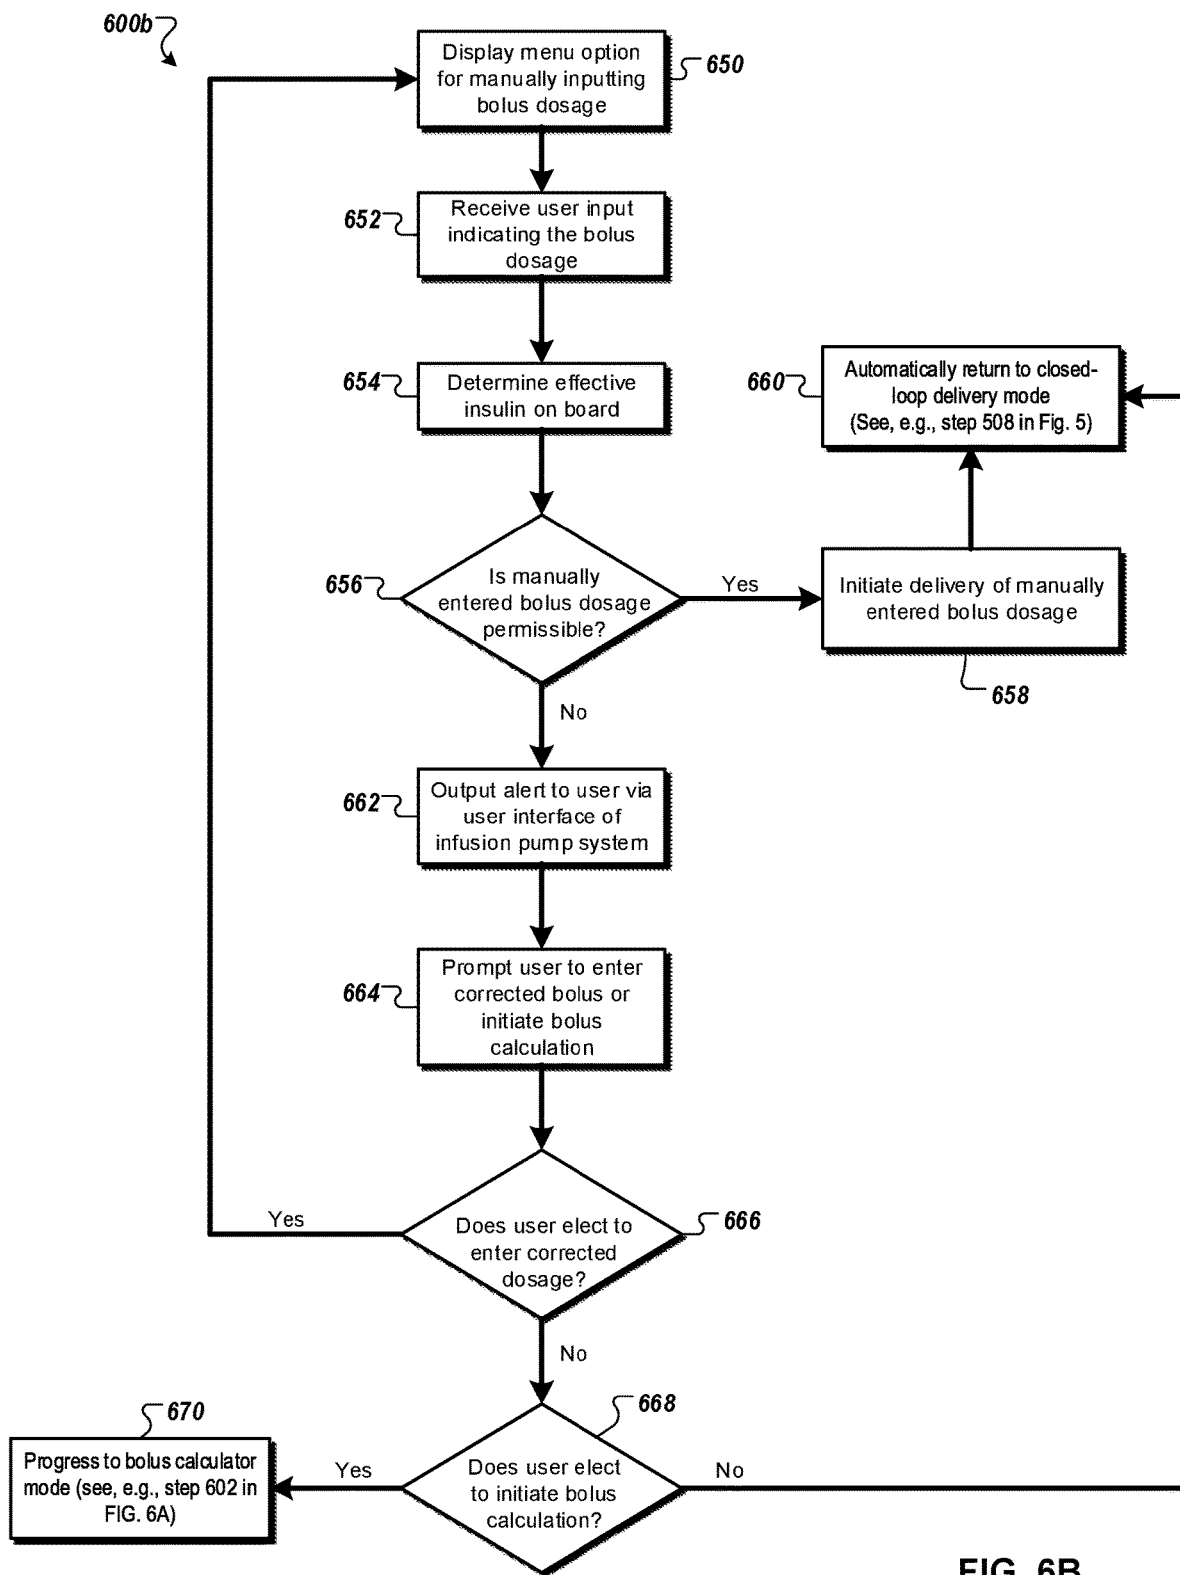 600b
Display menu option
for manually inputting
bolus dosage
650
652
Receive user input
indicating the bolus
dosage
654
Determine effective
insulin on board
660
Automatically return to closed-
loop delivery mode
(See, e.g., step 508 in Fig. 5)
656
Is manually
entered bolus dosage
permissible?
Yes
Initiate delivery of manually
entered bolus dosage
658
No
662
Output alert to user via
user interface of
infusion pump system
664
Prompt user to enter
corrected bolus or
initiate bolus
calculation
Yes
Does user elect to
enter corrected
dosage?
666
No
670
Progress to bolus calculator
mode (see, e.g., step 602 in
FIG. 6A)
Yes
668
Does user elect
to initiate bolus
calculation?
No
FIG. 6B